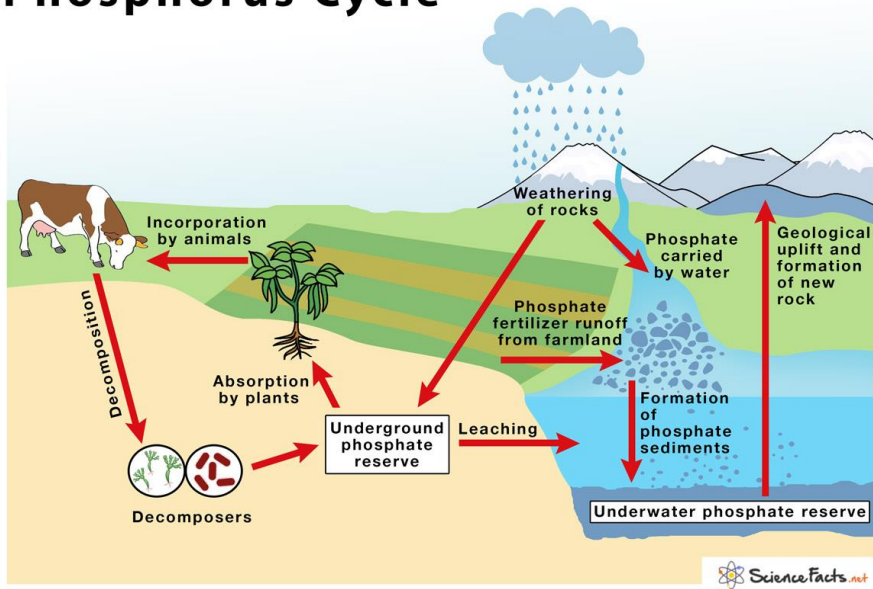 Phosphorus Cycle
Weathering
of rocks
Incorporation
by animals
Phosphate
carried
by water
Geological
uplift and
formation
of new
rock
Phosphate
fertilizer runoff
from farmland
Decomposition
Absorption
by plants
Formation
of
phosphate
sediments
Underground
phosphate
reserve
Leaching
Underwater phosphate reserve
Decomposers
ScienceFacts.net